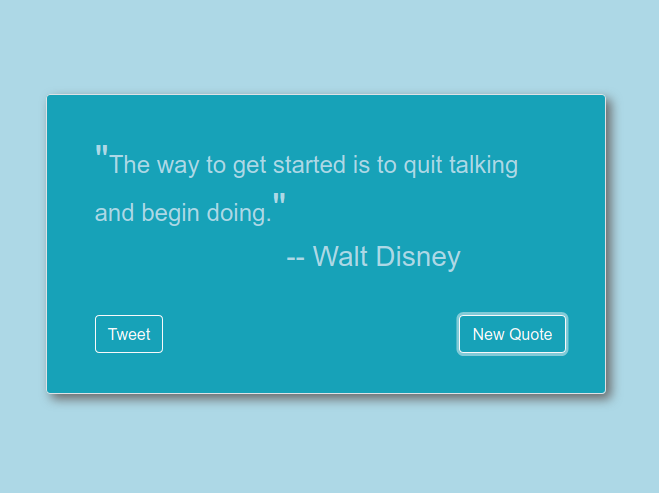 "The way to get started is to quit talking
and begin doing."
-- Walt Disney
Tweet
New Quote